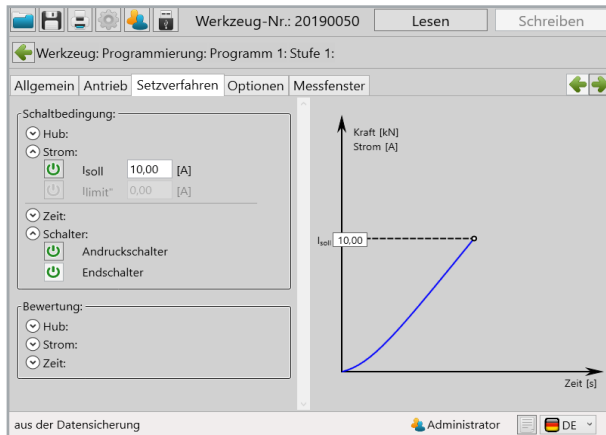 Werkzeug-Nr.: 20190050 Lesen Schreiben
Werkzeug: Programmierung: Programm 1: Stufe 1:
Allgemein Antrieb Setzverfahren Optionen Messfenster
Schaltbedingung:
Hub:
Strom:
Isoll 10,00 [A]
Ilimit" 0,00 [A]
Zeit:
Schalter:
Andruckschalter
Endschalter
Bewertung:
Hub:
Strom:
Zeit:
Kraft [kN]
Strom [A]
Isoll 10,00
Zeit [s]
aus der Datensicherung Administrator DE